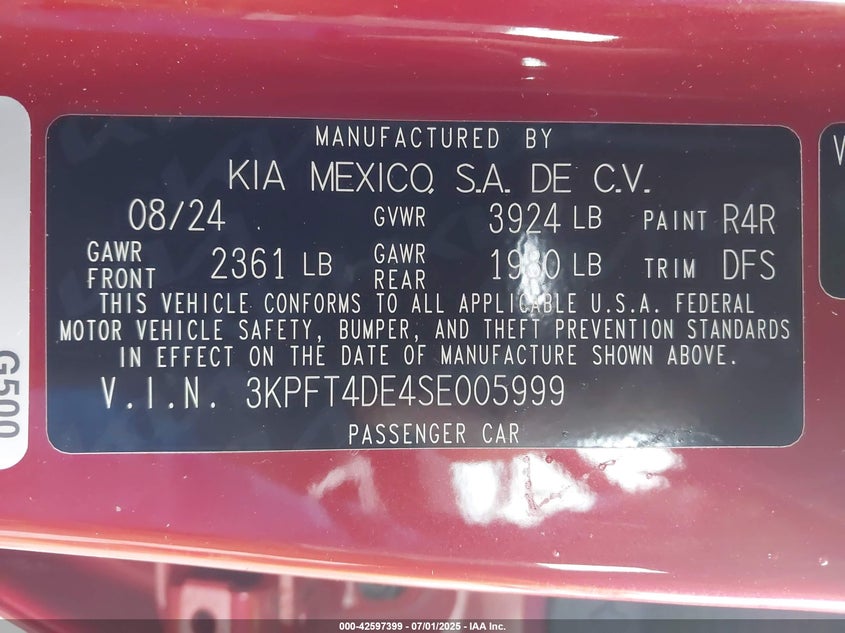 MANUFACTURED BY
KIA MEXICO, S.A. DE C.V.
08/24 GVWR 3924 LB PAINT R4R
GAWR FRONT 2361 LB GAWR REAR 1980 LB TRIM DFS
THIS VEHICLE CONFORMS TO ALL APPLICABLE U.S.A. FEDERAL
MOTOR VEHICLE SAFETY, BUMPER, AND THEFT PREVENTION STANDARDS
IN EFFECT ON THE DATE OF MANUFACTURE SHOWN ABOVE.
V.I.N. 3KPFT4DE4SE005999
PASSENGER CAR
G500
V
000-42597399 / 07/01/2025 - IAA Inc.